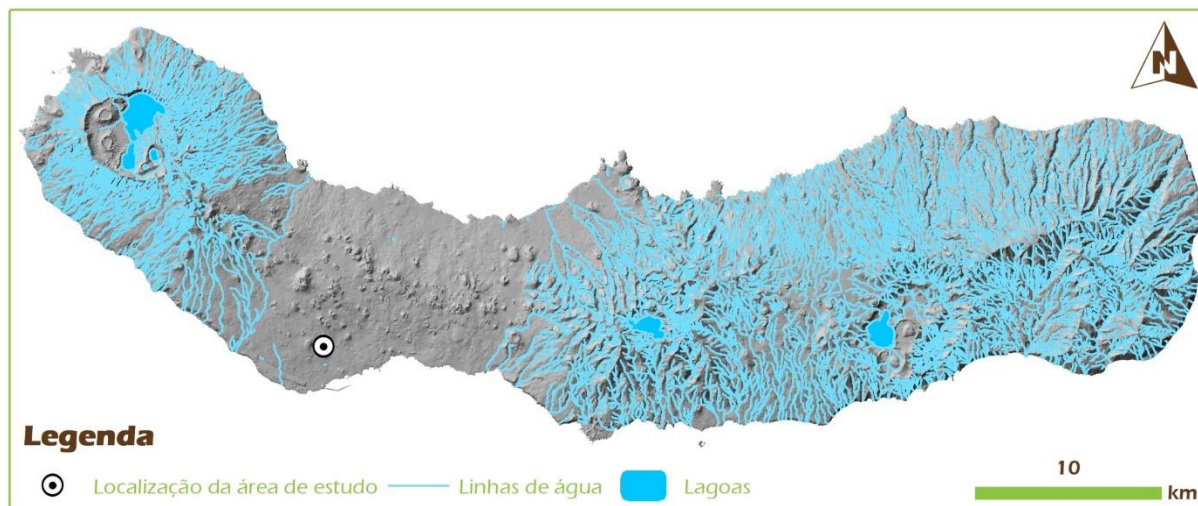 N
Legenda
Localização da área de estudo
Linhas de água
Lagoas
10
km